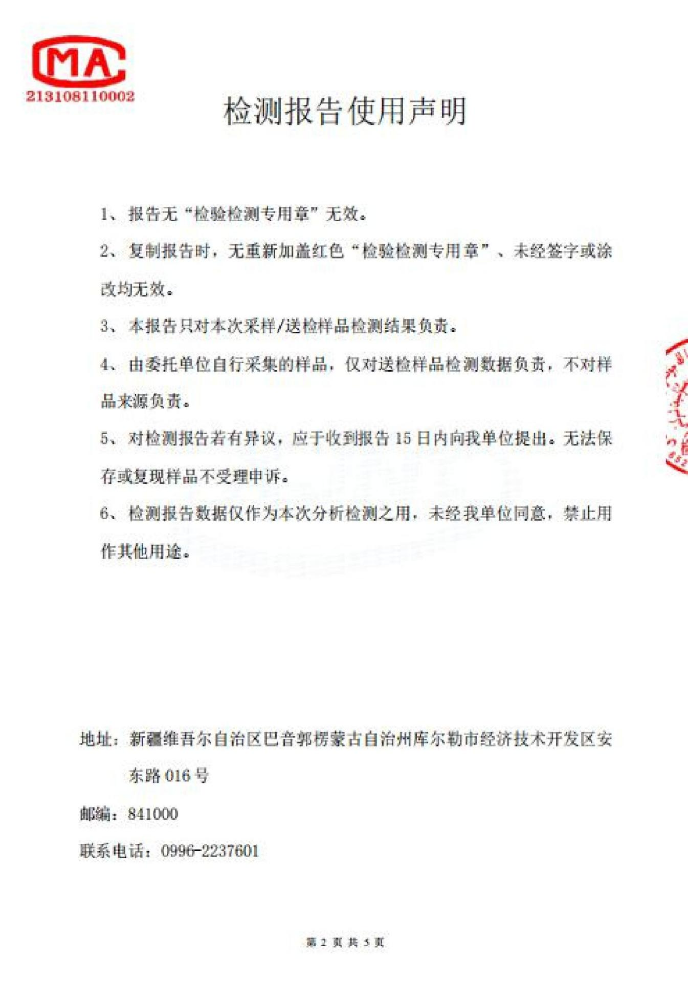 CMA
213108110002
检测报告使用声明
1、报告无“检验检测专用章”无效。
2、复制报告时，无重新加盖红色“检验检测专用章”、未经签字或涂
改均无效。
3、本报告只对本次采样/送检样品检测结果负责。
4、由委托单位自行采集的样品，仅对送检样品检测数据负责，不对样
品来源负责。
5、对检测报告若有异议，应于收到报告 15 日内向我单位提出。无法保
存或复现样品不受理申诉。
6、检测报告数据仅作为本次分析检测之用，未经我单位同意，禁止用
作其他用途。
地址：新疆维吾尔自治区巴音郭楞蒙古自治州库尔勒市经济技术开发区安
东路 016 号
邮编：841000
联系电话：0996-2237601
第 2 页 共 5 页